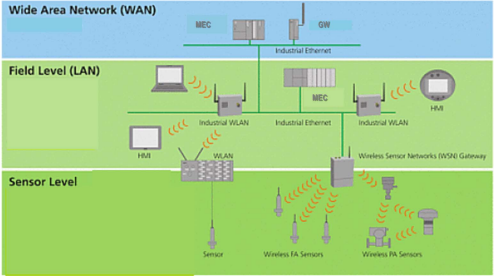 Wide Area Network (WAN)
MEC
GW
Industrial Ethernet
Field Level (LAN)
MEC
HMI
Industrial WLAN
Industrial Ethernet
Industrial WLAN
HMI
WLAN
Wireless Sensor Networks (WSN) Gateway
Sensor Level
Sensor
Wireless FA Sensors
Wireless PA Sensors